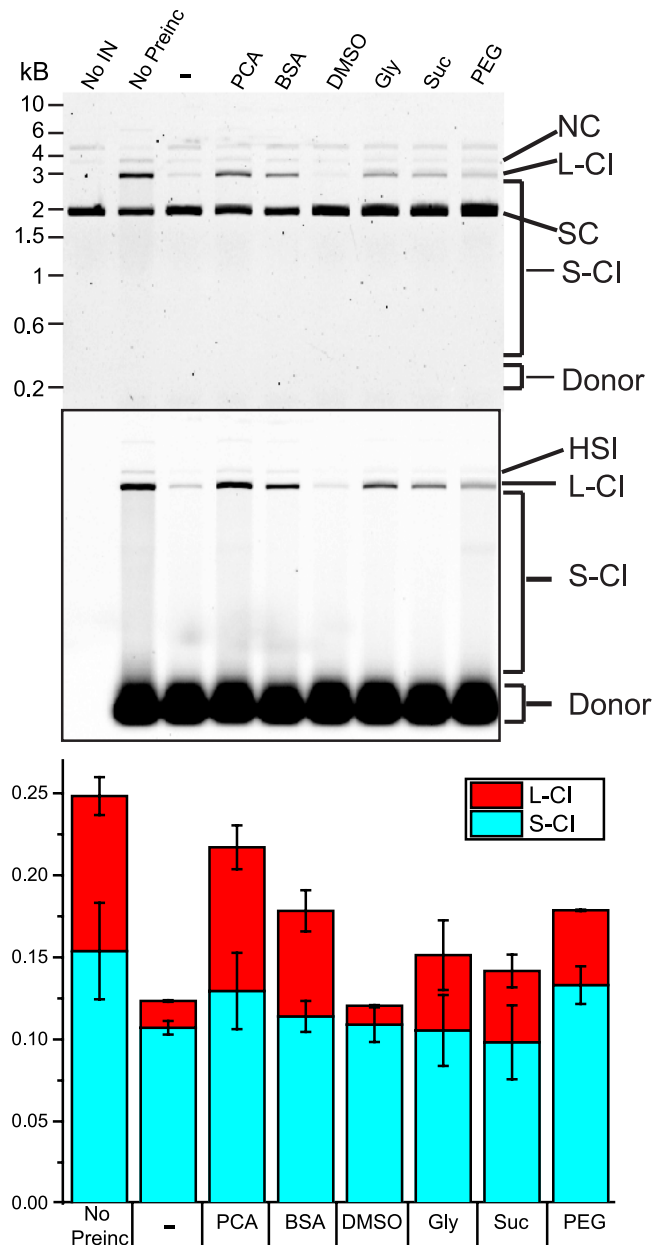 kB
No IN
No Preinc
-
PCA
BSA
DMSO
Gly
Suc
PEG
10
6
4
3
2
1.5
1
0.6
0.2
NC
L-CI
SC
S-CI
Donor
HSI
L-CI
S-CI
Donor
0.25
0.20
0.15
0.10
0.05
0.00
L-CI
S-CI
No
Preinc
-
PCA
BSA
DMSO
Gly
Suc
PEG